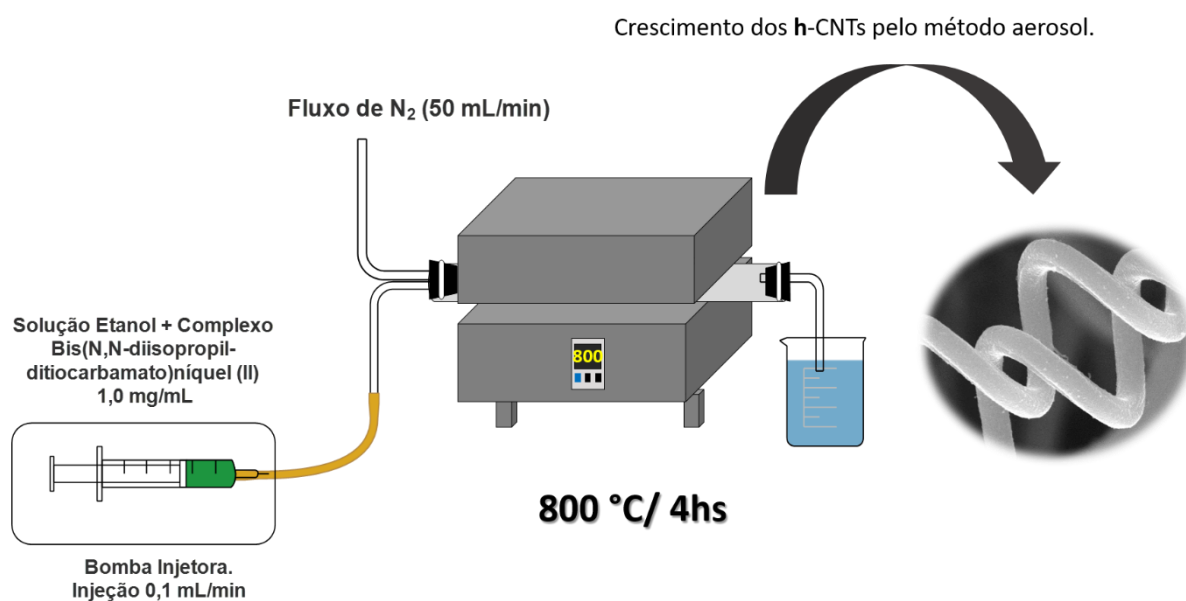 Crescimento dos h-CNTs pelo método aerosol.
Fluxo de N₂ (50 mL/min)
Solução Etanol + Complexo
Bis(N,N-diisopropil-
ditiocarbamato)níquel (II)
1,0 mg/mL
800
800 °C/ 4hs
Bomba Injetora.
Injeção 0,1 mL/min